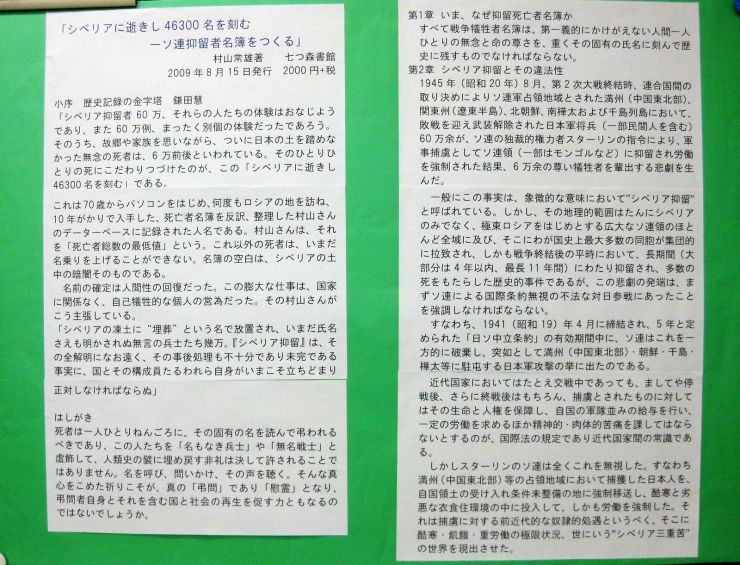 「シベリアに逝きし46300名を刻む
ーソ連抑留者名簿をつくる」
村山常雄著　七つ森書館
2009年8月15日発行　2000円+税
小序　歴史記録の金字塔　鎌田慧
「シベリア抑留者60万、それらの人たちの体験はおなじよう
であり、また60万例、まったく別個の体験だったであろう。
そのうち、故郷や家族を思いながら、ついに日本の土を踏めな
かった無念の死者は、6万前後といわれている。そのひとりひ
とりの死にこだわりつづけたのが、この「シベリアに逝きし
46300名を刻む」である。
これは70歳からパソコンをはじめ、何度もロシアの地を訪ね、
10年がかりで入手した、死亡者名簿を反訳、整理した村山さん
のデーターベースに記録された人名である。村山さんは、それ
を「死亡総数の最低値」という。これ以外の死者は、いまだ
名乗りを上げることができない。名簿の空白は、シベリアの土
中の暗闇そのものである。
名前の確定は人間性の回復だった。この膨大な仕事は、国家
に関係なく、自己犠牲的な個人の営為だった。その村山さんが
こう主張している。
「シベリアの凍土に“埋葬”という名で放置され、いまだ氏名
さえも明かされぬ無言の兵士たち幾万。『シベリア抑留』は、そ
の全解明になお遠く、その事後処理も不十分であり未完である
事実に、国とその構成員たるわれら自身がいまこそ立ちどまり
正対しなければならぬ」
はしがき
死者は一人ひとりねんごろに、その固有の名を読んで弔われる
べきであり、この人たちを「名もなき兵士」や「無名戦士」と
虚飾して、人類史の襞に埋め戻す非礼は決して許されることで
はありません。名を呼び、問いかけ、その声を聴く。そんな真
心をこめた祈りこそが、真の「弔問」であり「慰霊」となり、
弔問者自身とそれを含む国と社会の再生を促す力ともなるので
はないでしょうか。
第1章　いま、なぜ抑留死亡者名簿か
すべて戦争犠牲者名簿は、第一義的にかけがえない人間一人
ひとりの無念と命の尊さを、重くその固有の氏名に刻んで歴史
に残すものでなければならない。
第2章　シベリア抑留とその違法性
1945年（昭和20年）8月、第2次大戦終結時、連合国間の
取り決めによりソ連軍占領地域とされた満州（中国東北部）、
関東州（遼東半島）、北朝鮮、南樺太および千島列島において、
敗戦を迎え武装解除された日本軍将兵（一部民間人を含む）
60万余が、ソ連の独裁的権力者スターリンの指令により、軍
事捕虜としてソ連領（一部はモンゴルなど）に抑留され労働
を強制された結果、6万余の尊い犠牲者を輩出する悲劇を生
んだ。
一般にこの事実は、象徴的な意味において“シベリア抑留”
と呼ばれている。しかし、その地理的範囲はたんにシベリア
のみでなく、極東ロシアをはじめとする広大なソ連領のほと
んど全域に及び、そこにわが国史上最大多数の同胞が集団的
に拉致され、しかも戦争終結後の平時において、長期間（大
部分は4年以内、最長11年間）にわたり抑留され、多数の
死をもたらした歴史的事件であるが、この悲劇の発端は、ま
ずソ連による国際条約無視の不法な対日参戦にあったこと
を強調しなければならない。
すなわち、1941（昭和19）年4月に締結され、5年と定め
られた「日ソ中立条約」の有効期間中に、ソ連はこれを一方
的に破棄し、突如として満州（中国東北部）・朝鮮・千島・
樺太等に駐屯する日本軍攻撃の挙に出たのである。
近代国家においてはたとえ交戦中であっても、ましてや停
戦後、さらに終戦後はもちろん、捕虜とされたものに対して
はその生命と人権を保障し、自国の軍隊並みの給与を行い、
一定の労働を求めるほか精神的・肉体的苦痛を課してはなら
ないとするのが、国際法の規定であり近代国家間の常識であ
る。
しかしスターリンのソ連は全くこれを無視した。すなわち
満州（中国東北部）等の占領地域において捕獲した日本人を、
自国領土の受け入れ条件未整備の地に強制移送し、酷寒と劣
悪な衣食住環境の中に投入して、しかも労働を強制した。そ
れは捕虜に対する前近代的な奴隷的処遇というべく、そこに
酷寒・飢餓・重労働の極限状況、世にいう“シベリア三重苦”
の世界を現出させた。